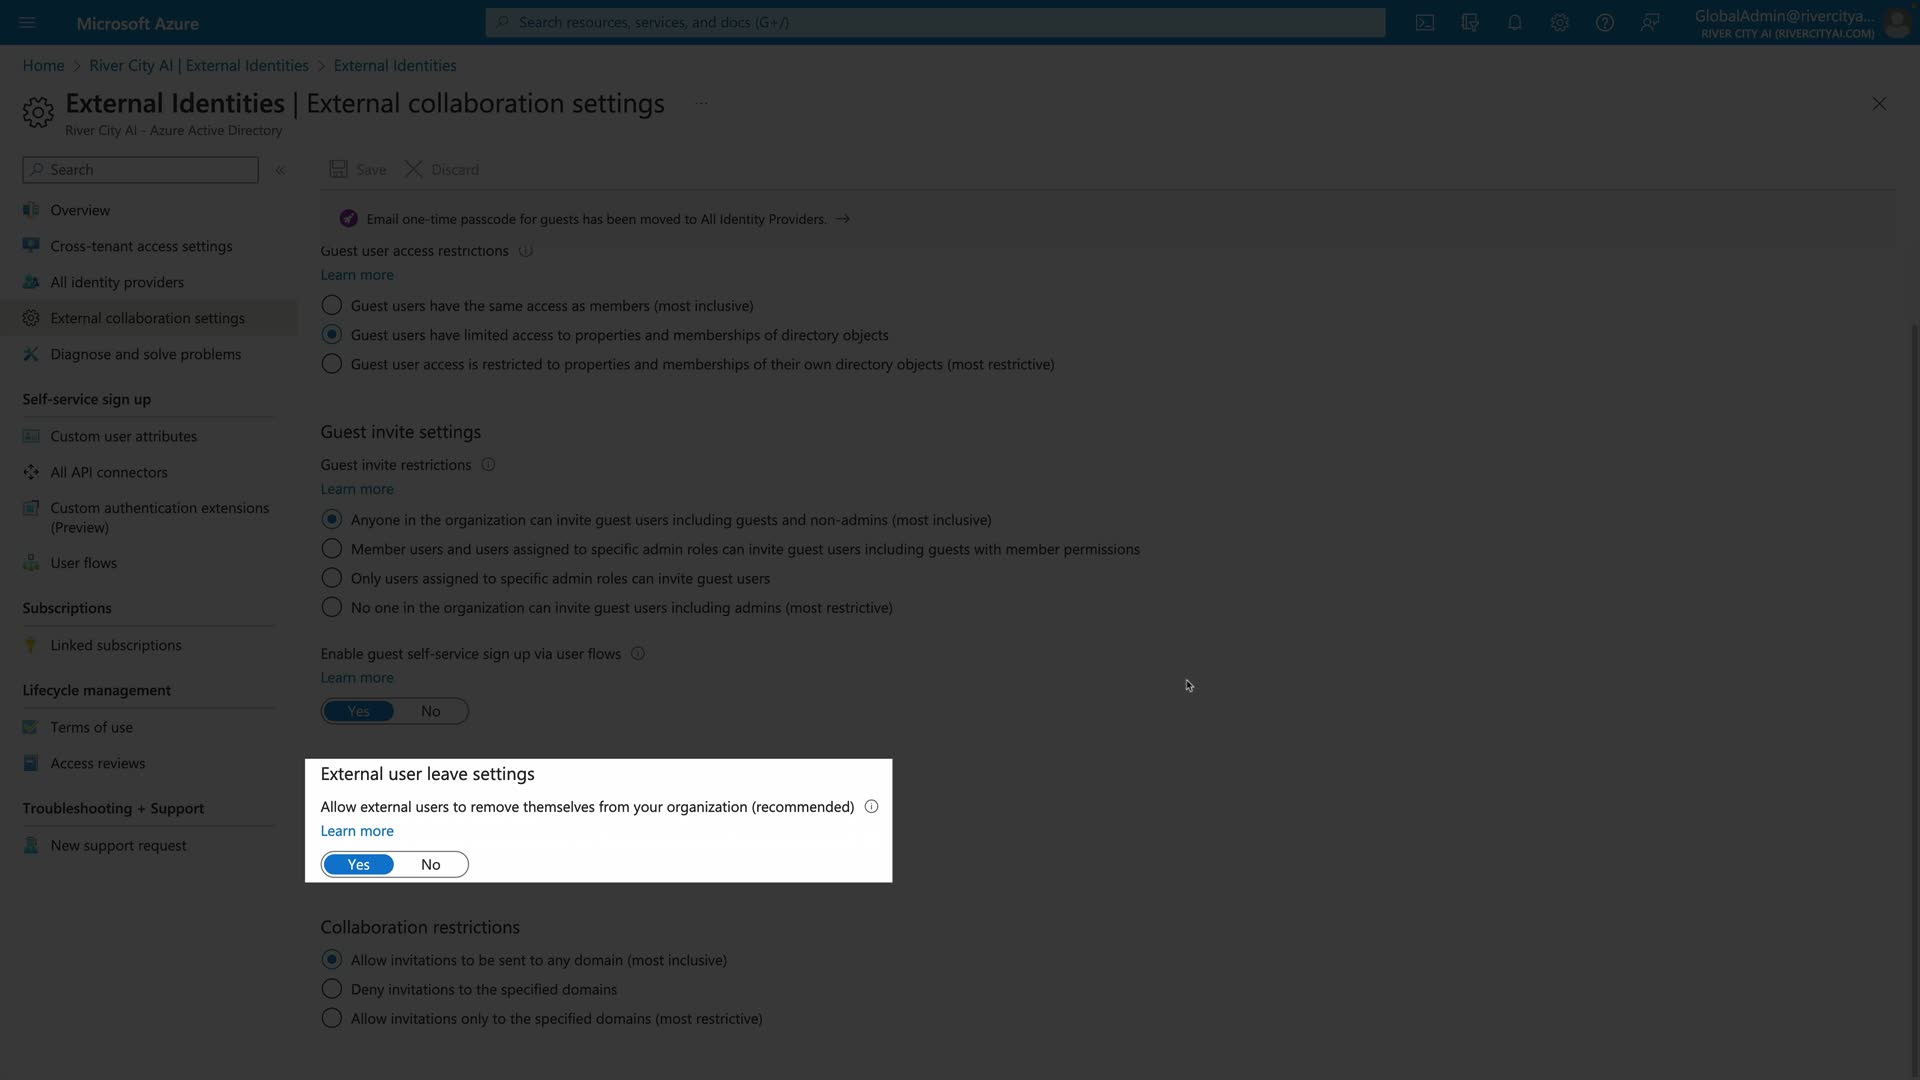 Microsoft Azure
Search resources, services, and docs (G+/)
GlobalAdmin@rivercitya...
RIVER CITY AI (RIVERCITYAI.COM)
Home > River City AI | External Identities > External Identities
External Identities | External collaboration settings ...
River City AI - Azure Active Directory
Search
Save
Discard
Overview
Cross-tenant access settings
All identity providers
External collaboration settings
Diagnose and solve problems
Self-service sign up
Custom user attributes
All API connectors
Custom authentication extensions
(Preview)
User flows
Subscriptions
Linked subscriptions
Lifecycle management
Terms of use
Access reviews
Troubleshooting + Support
New support request
Email one-time passcode for guests has been moved to All Identity Providers. →
Guest user access restrictions
Learn more
Guest users have the same access as members (most inclusive)
Guest users have limited access to properties and memberships of directory objects
Guest user access is restricted to properties and memberships of their own directory objects (most restrictive)
Guest invite settings
Guest invite restrictions
Learn more
Anyone in the organization can invite guest users including guests and non-admins (most inclusive)
Member users and users assigned to specific admin roles can invite guest users including guests with member permissions
Only users assigned to specific admin roles can invite guest users
No one in the organization can invite guest users including admins (most restrictive)
Enable guest self-service sign up via user flows
Learn more
Yes No
External user leave settings
Allow external users to remove themselves from your organization (recommended)
Learn more
Yes No
Collaboration restrictions
Allow invitations to be sent to any domain (most inclusive)
Deny invitations to the specified domains
Allow invitations only to the specified domains (most restrictive)